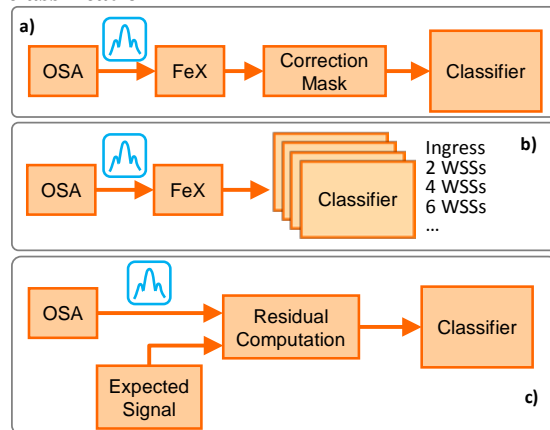 a)
OSA
FeX
Correction
Mask
Classifier
b)
OSA
FeX
Classifier
Ingress
2 WSSs
4 WSSs
6 WSSs
...
OSA
Residual
Computation
Classifier
Expected
Signal
c)